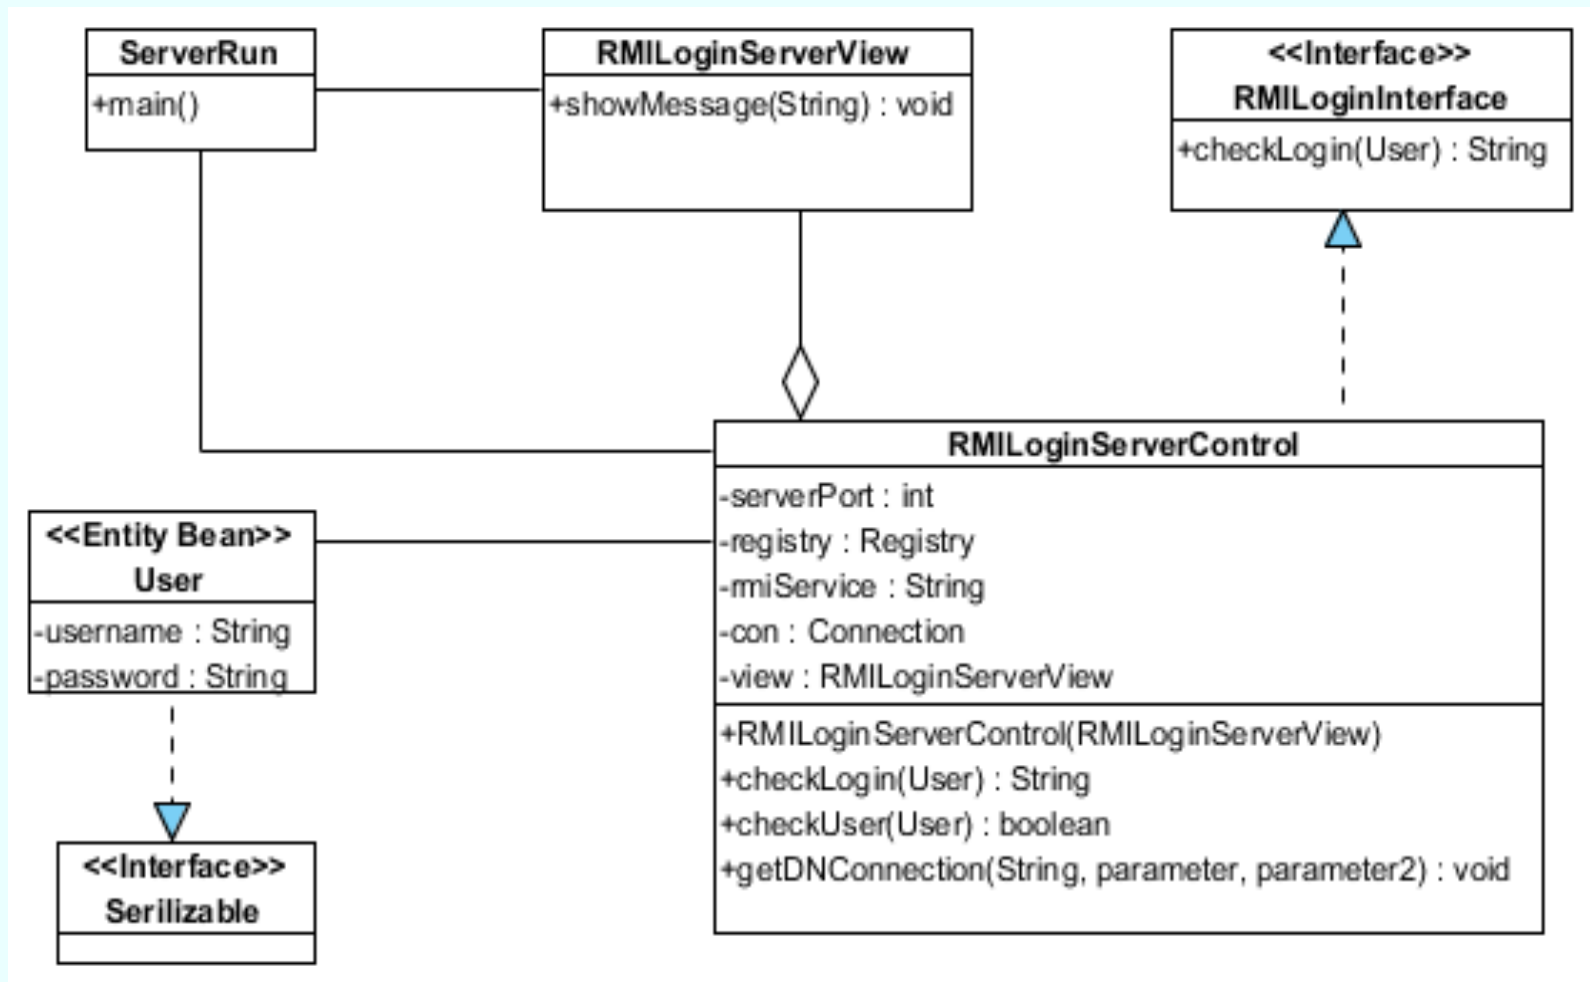 ServerRun
+main()
RMILoginServerView
+showMessage(String) : void
<<Interface>>
RMILoginInterface
+checkLogin(User) : String
RMILoginServerControl
-serverPort : int
-registry : Registry
-rmiService : String
-con : Connection
-view : RMILoginServerView
+RMILoginServerControl(RMILoginServerView)
+checkLogin(User) : String
+checkUser(User) : boolean
+getDNConnection(String, parameter, parameter2) : void
<<Entity Bean>>
User
-username : String
-password : String
<<Interface>>
Serilizable